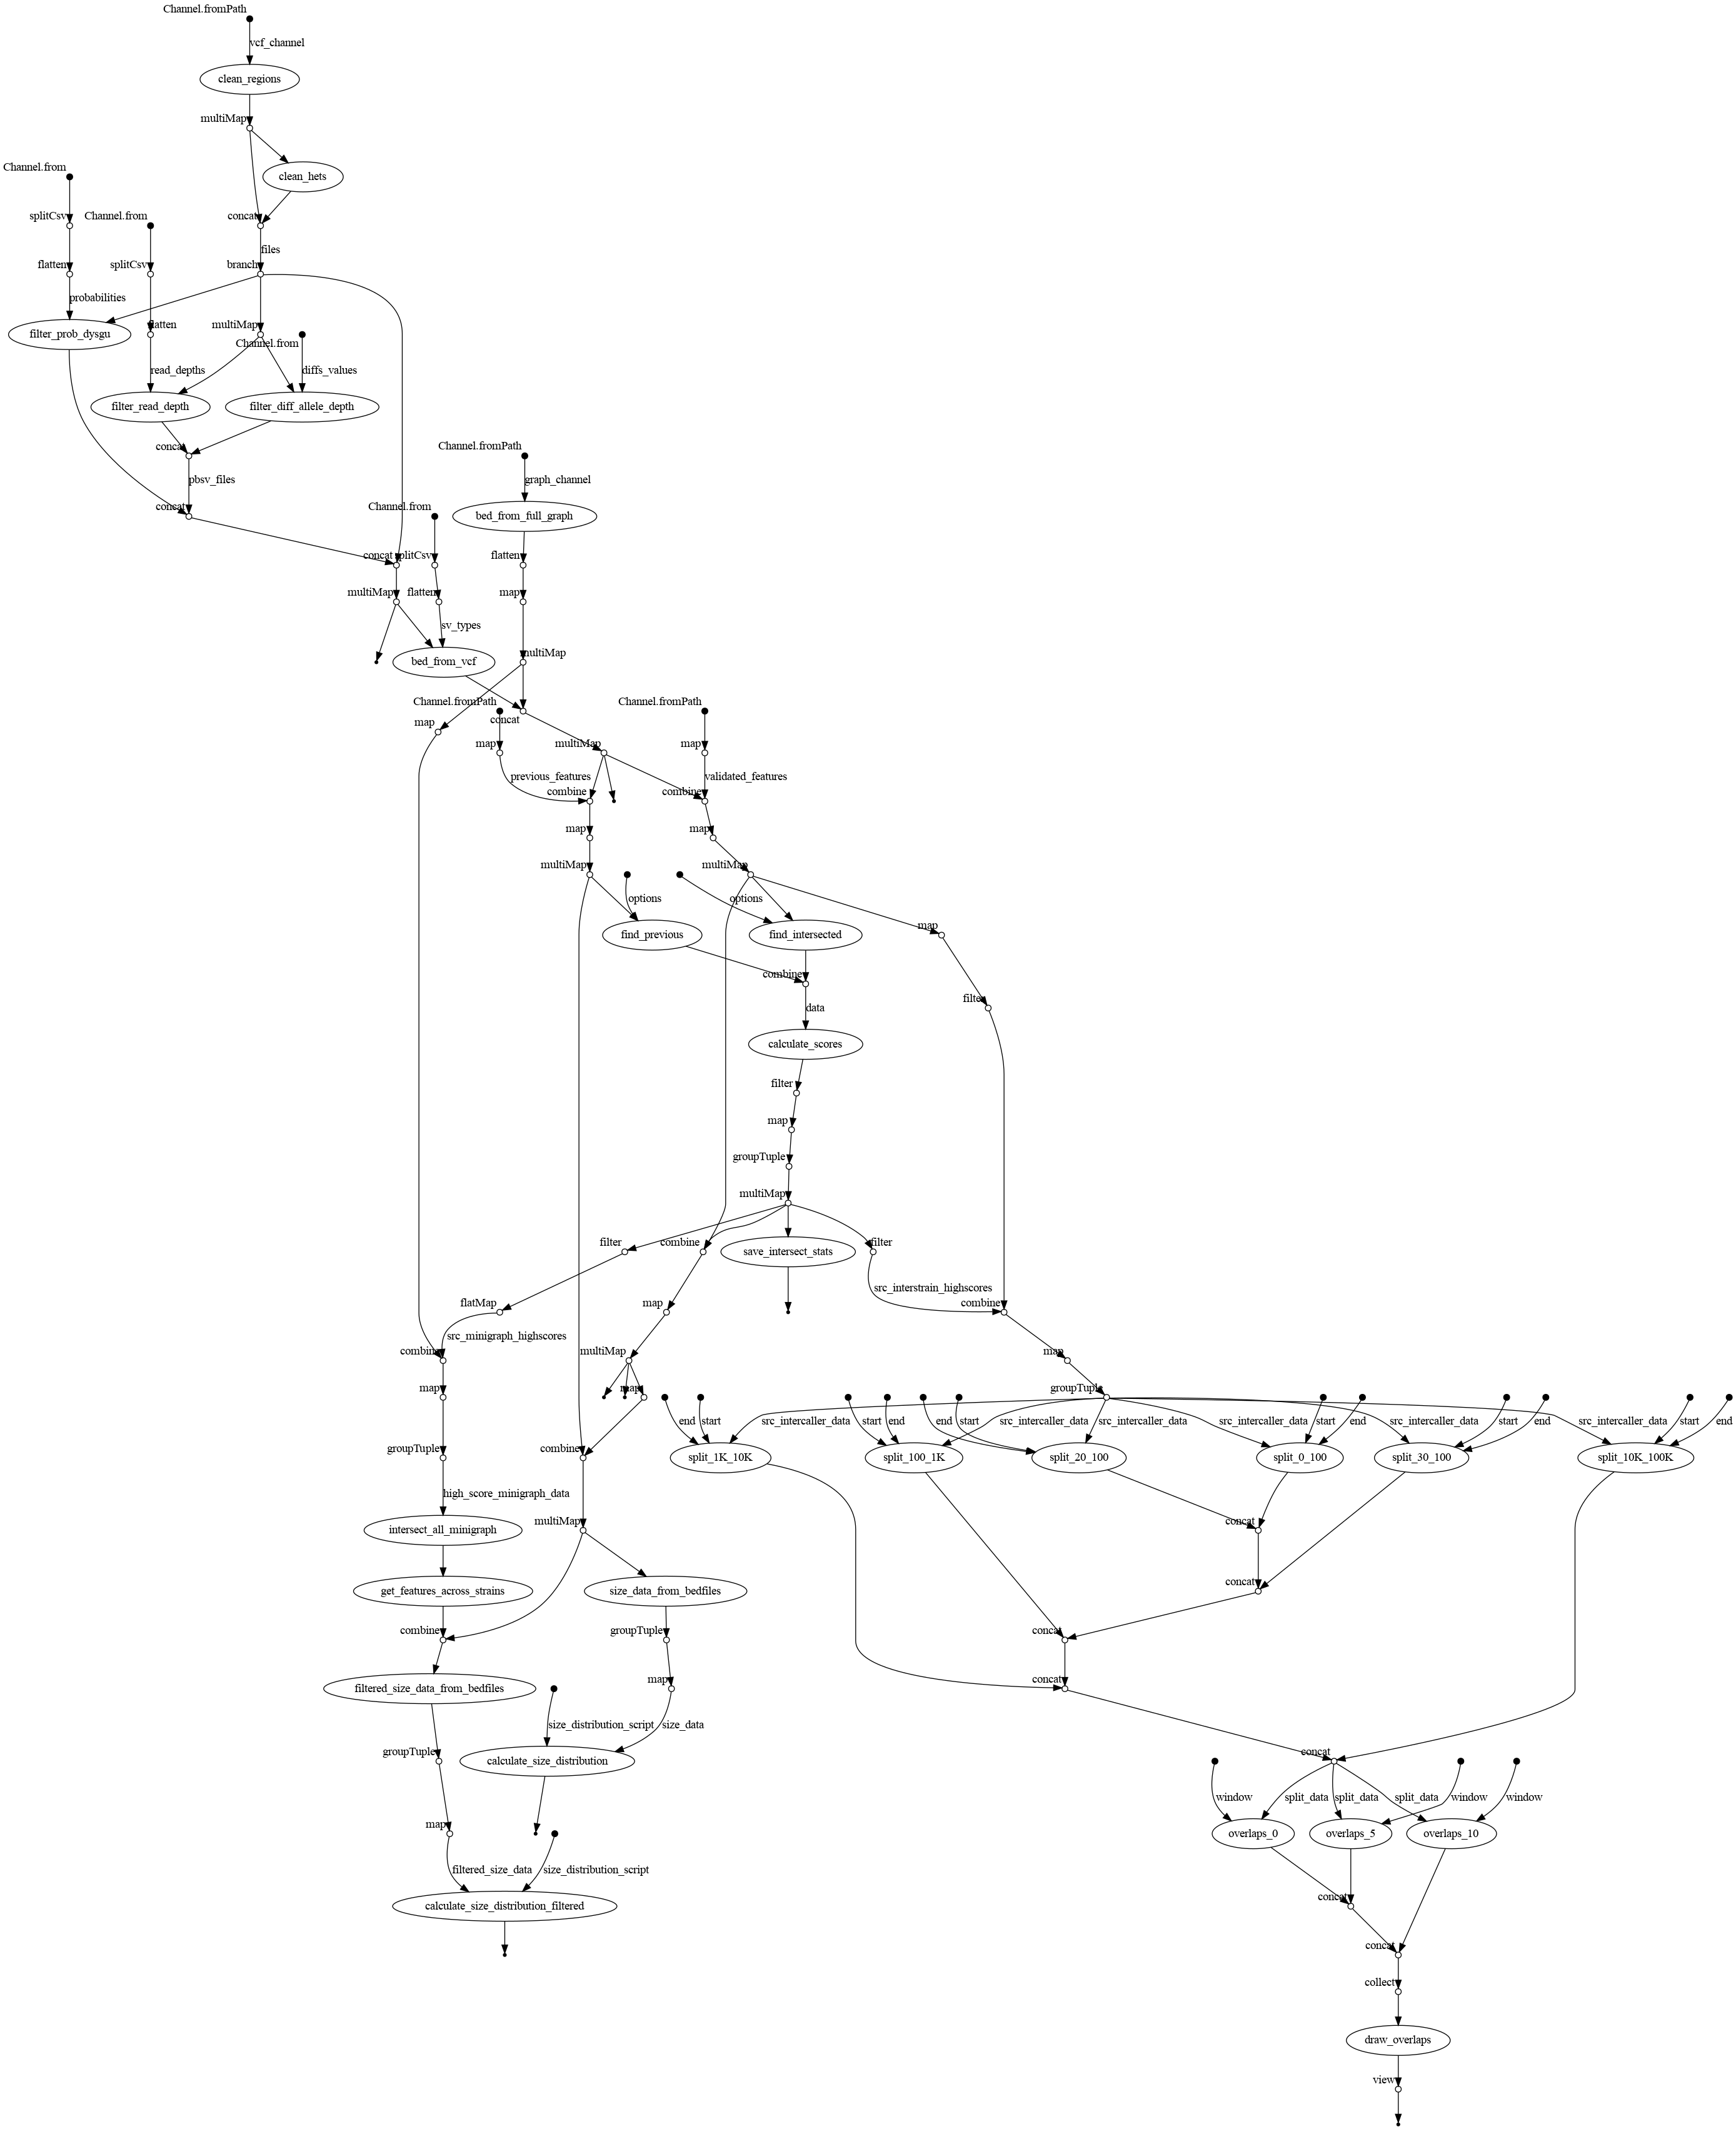 Channel.fromPath
vcf_channel
clean_regions
multiMap
Channel.from
clean_hets
splitCsv
Channel.from
concat
files
flatten
splitCsv
branch
probabilities
filter_prob_dysgu
flatten
multiMap
Channel.from
read_depths
diffs_values
filter_read_depth
filter_diff_allele_depth
concat
Channel.fromPath
pbsv_files
graph_channel
concat
Channel.from
bed_from_full_graph
concat
splitCsv
flatten
multiMap
flatten
map
sv_types
bed_from_vcf
multiMap
Channel.fromPath
Channel.fromPath
map
concat
map
multiMap
map
previous_features
validated_features
combine
combine
map
map
multiMap
multiMap
options
options
find_previous
find_intersected
map
combine
filter
data
calculate_scores
filter
map
groupTuple
multiMap
filter
combine
save_intersect_stats
filter
src_interstrain_highscores
flatMap
map
combine
src_minigraph_highscores
combine
multiMap
map
map
map
groupTuple
end
start
src_intercaller_data
start
end
src_intercaller_data
end
start
src_intercaller_data
src_intercaller_data
start
end
src_intercaller_data
start
end
src_intercaller_data
start
end
groupTuple
combine
split_1K_10K
split_100_1K
split_20_100
split_0_100
split_30_100
split_10K_100K
high_score_minigraph_data
multiMap
concat
intersect_all_minigraph
get_features_across_strains
size_data_from_bedfiles
concat
combine
groupTuple
concat
filtered_size_data_from_bedfiles
map
concat
size_distribution_script
size_data
groupTuple
calculate_size_distribution
concat
window
split_data
split_data
split_data
window
window
map
overlaps_0
overlaps_5
overlaps_10
filtered_size_data
size_distribution_script
calculate_size_distribution_filtered
concat
concat
collect
draw_overlaps
view